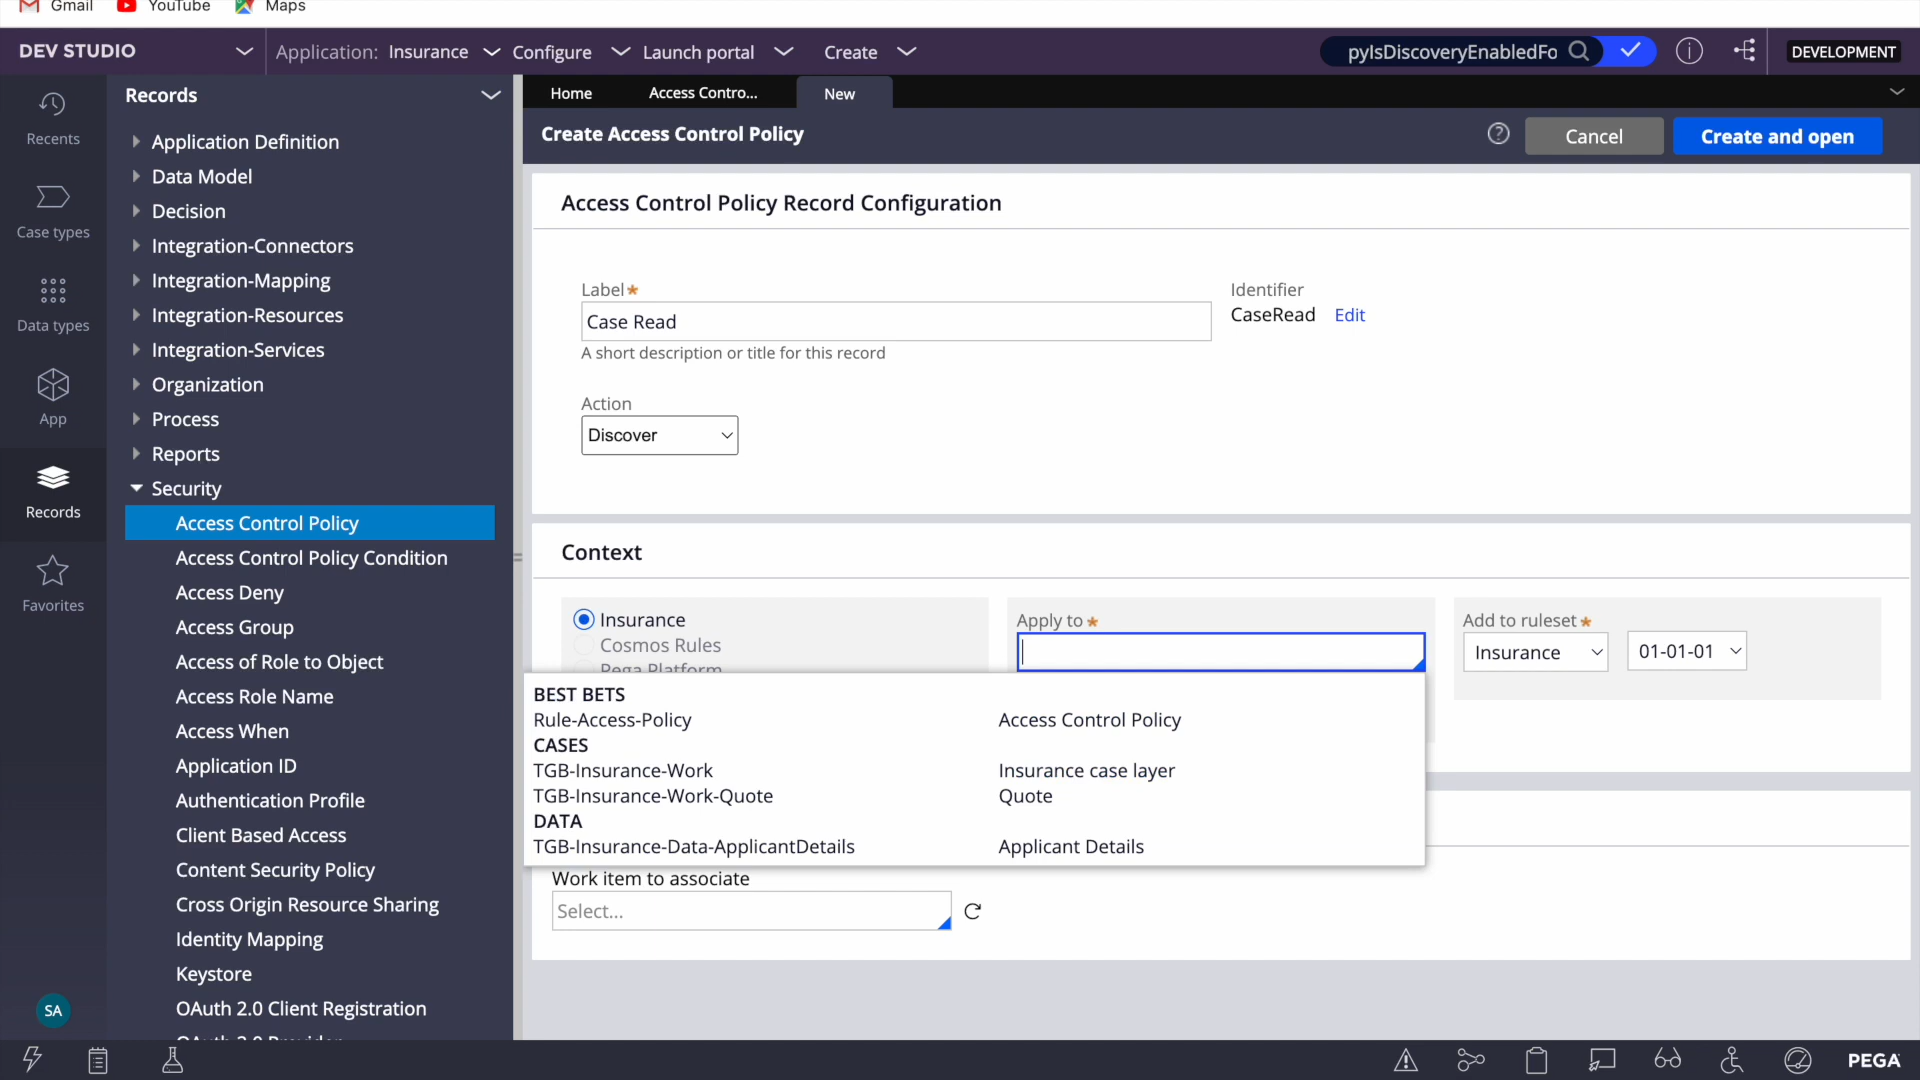 Gmail
YouTube
Maps
DEV STUDIO
Application: Insurance
Configure
Launch portal
Create
pyIsDiscoveryEnabledFo
DEVELOPMENT
Recents
Case types
Data types
App
Records
Favorites
SA
Records
Application Definition
Data Model
Decision
Integration-Connectors
Integration-Mapping
Integration-Resources
Integration-Services
Organization
Process
Reports
Security
Access Control Policy
Access Control Policy Condition
Access Deny
Access Group
Access of Role to Object
Access Role Name
Access When
Application ID
Authentication Profile
Client Based Access
Content Security Policy
Cross Origin Resource Sharing
Identity Mapping
Keystore
OAuth 2.0 Client Registration
OAuth 2.0 Provider
Home
Access Contro...
New
Create Access Control Policy
Cancel
Create and open
Access Control Policy Record Configuration
Label*
Case Read
A short description or title for this record
Identifier
CaseRead Edit
Action
Discover
Context
Insurance
Cosmos Rules
Pega Platform
Apply to *
Add to ruleset *
Insurance
01-01-01
BEST BETS
Rule-Access-Policy Access Control Policy
CASES
TGB-Insurance-Work Insurance case layer
TGB-Insurance-Work-Quote Quote
DATA
TGB-Insurance-Data-ApplicantDetails Applicant Details
Work item to associate
Select...
PEGA